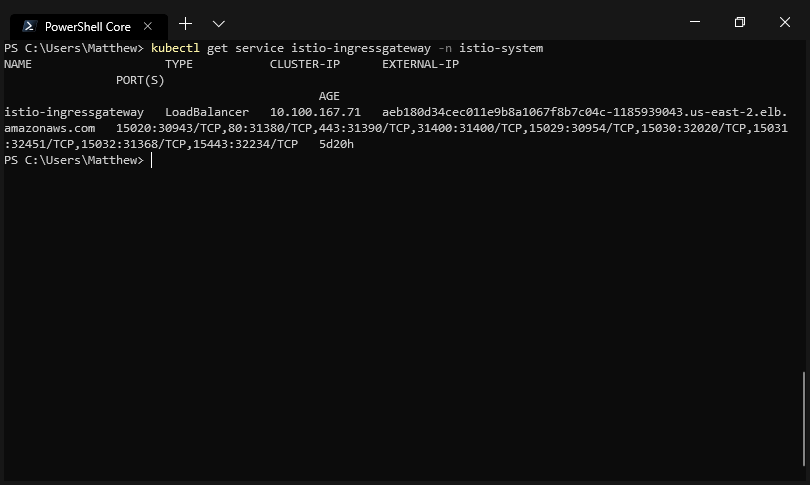 PowerShell Core
PS C:\Users\Matthew> kubectl get service istio-ingressgateway -n istio-system
NAME                   TYPE           CLUSTER-IP      EXTERNAL-IP
                PORT(S)
                                             AGE
istio-ingressgateway   LoadBalancer   10.100.167.71   aeb180d34cec011e9b8a1067f8b7c04c-1185939043.us-east-2.elb.
amazonaws.com   15020:30943/TCP,80:31380/TCP,443:31390/TCP,31400:31400/TCP,15029:30954/TCP,15030:32020/TCP,15031
:32451/TCP,15032:31368/TCP,15443:32234/TCP   5d20h
PS C:\Users\Matthew>